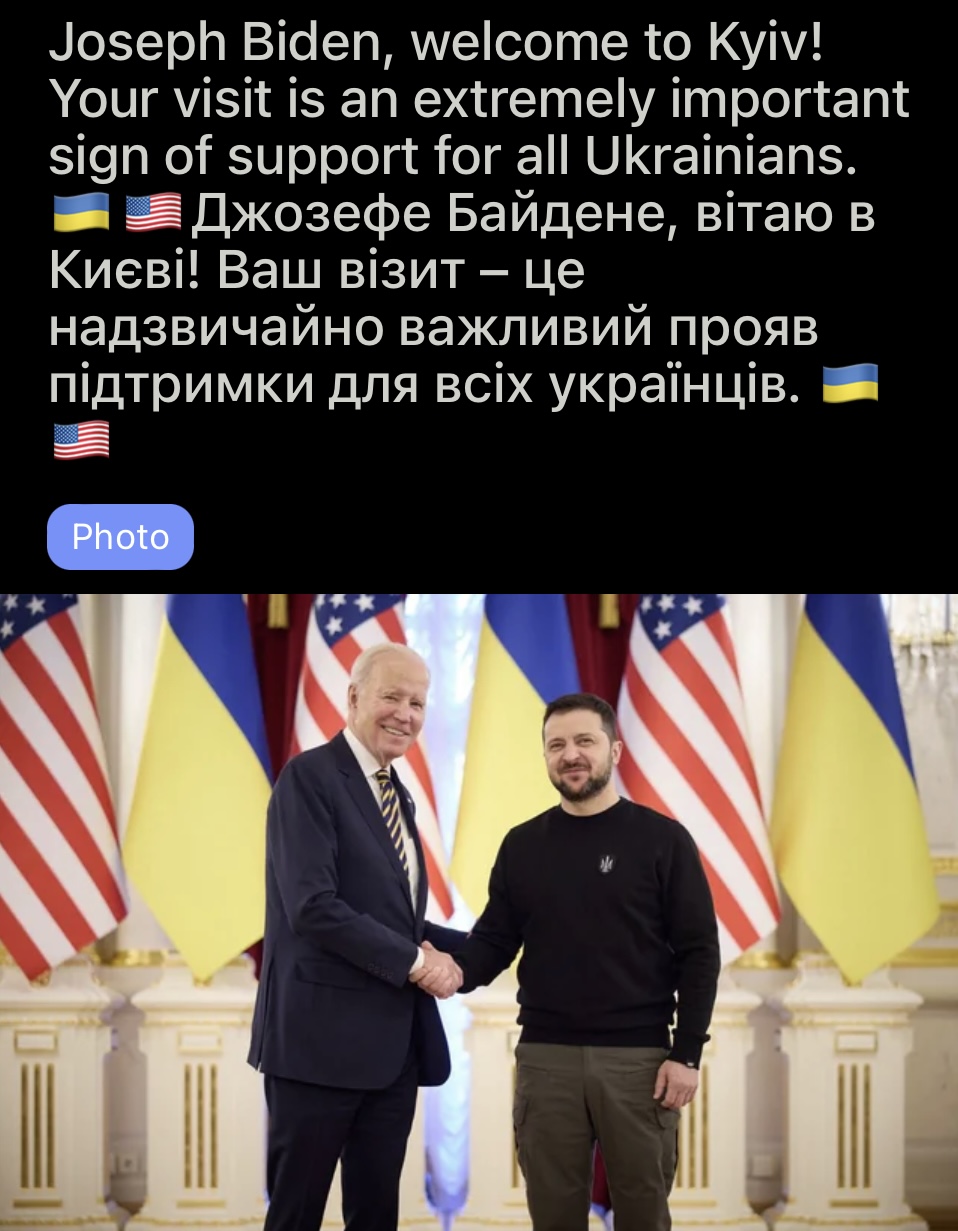 Joseph Biden, welcome to Kyiv!
Your visit is an extremely important
sign of support for all Ukrainians.
🇺🇦 🇺🇸 Джозефе Байдене, вітаю в
Києві! Ваш візит – це
надзвичайно важливий прояв
підтримки для всіх українців. 🇺🇦
🇺🇸
Photo